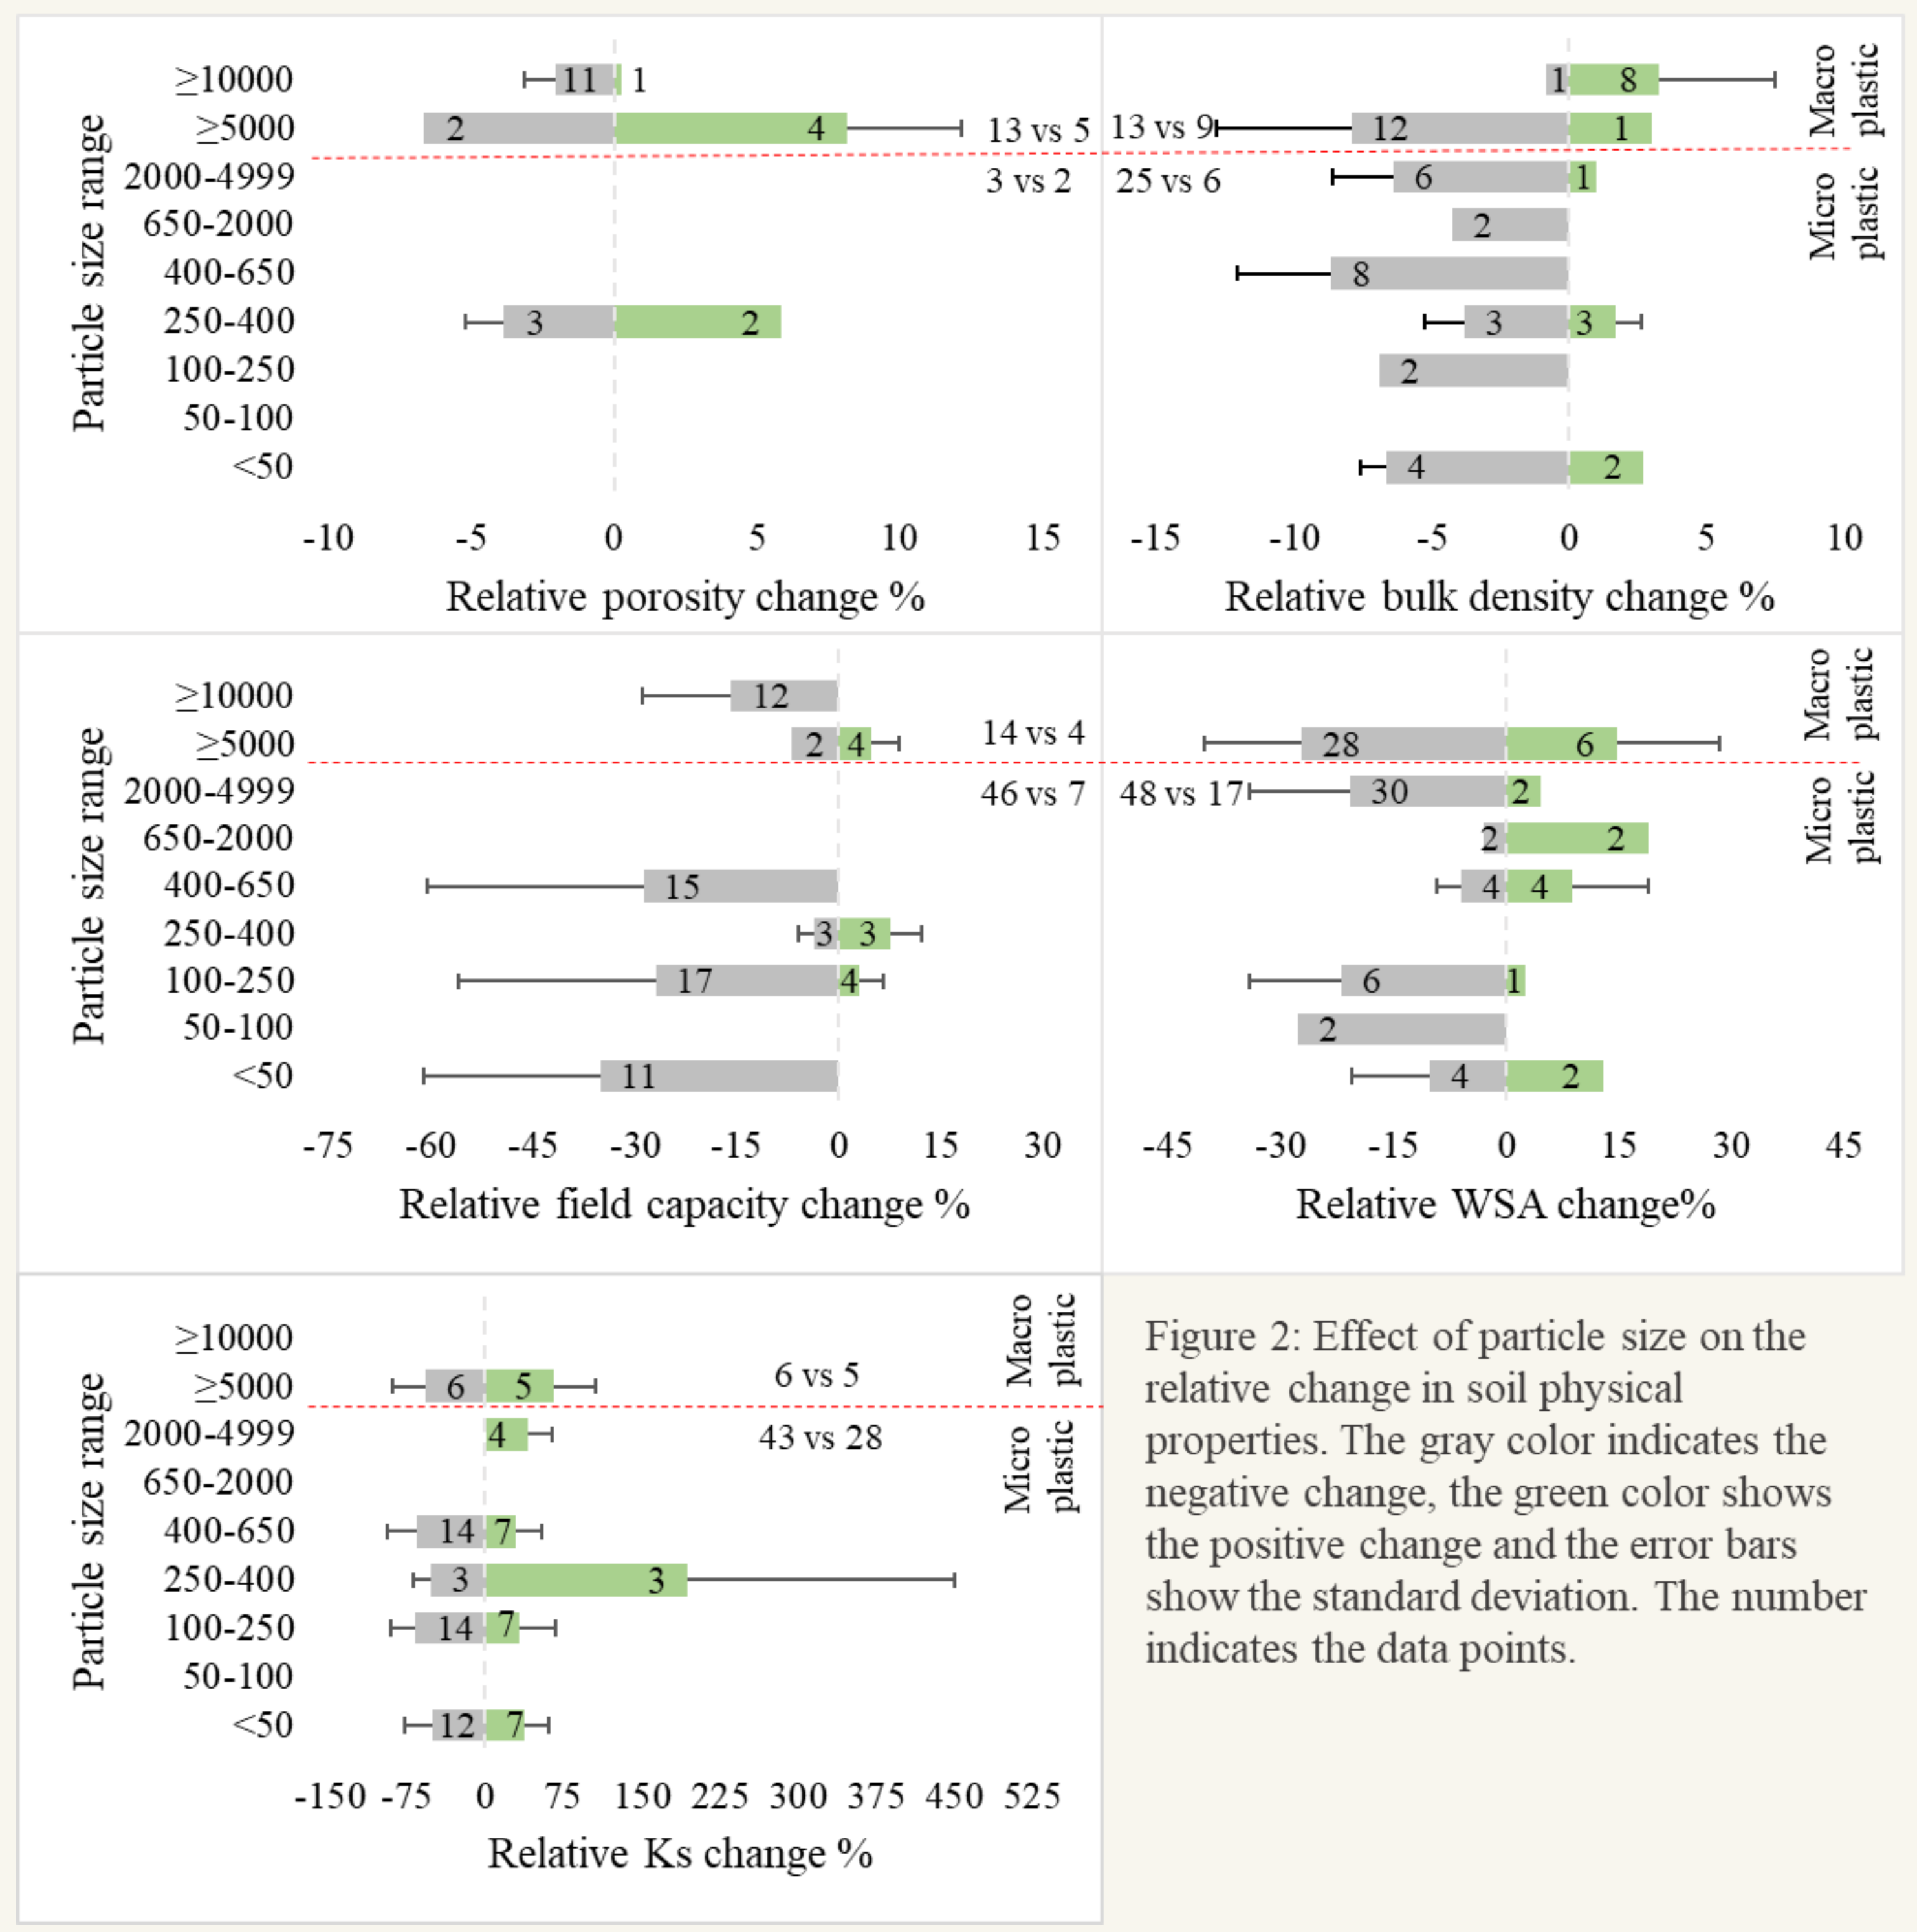 ≥10000
11
1
≥5000
2
4
13 vs 5
2000-4999
3 vs 2
650-2000
400-650
250-400
3
2
100-250
50-100
<50
Particle size range
-10 -5 0 5 10 15
Relative porosity change %
1
8
13 vs 9
12
1
25 vs 6
6
1
2
8
3
3
2
4
2
Macro
plastic
Micro
plastic
-15 -10 -5 0 5 10
Relative bulk density change %
≥10000
12
≥5000
2
4
14 vs 4
2000-4999
46 vs 7
650-2000
400-650
15
250-400
3
3
100-250
17
4
50-100
<50
11
Particle size range
-75 -60 -45 -30 -15 0 15 30
Relative field capacity change %
28
6
48 vs 17
30
2
2
2
4
4
6
1
2
4
2
Macro
plastic
Micro
plastic
-45 -30 -15 0 15 30 45
Relative WSA change%
≥10000
≥5000
6
5
6 vs 5
2000-4999
4
43 vs 28
650-2000
400-650
14
7
250-400
3
3
100-250
14
7
50-100
<50
12
7
Particle size range
Macro
plastic
Micro
plastic
-150 -75 0 75 150 225 300 375 450 525
Relative Ks change %
Figure 2: Effect of particle size on the
relative change in soil physical
properties. The gray color indicates the
negative change, the green color shows
the positive change and the error bars
show the standard deviation. The number
indicates the data points.